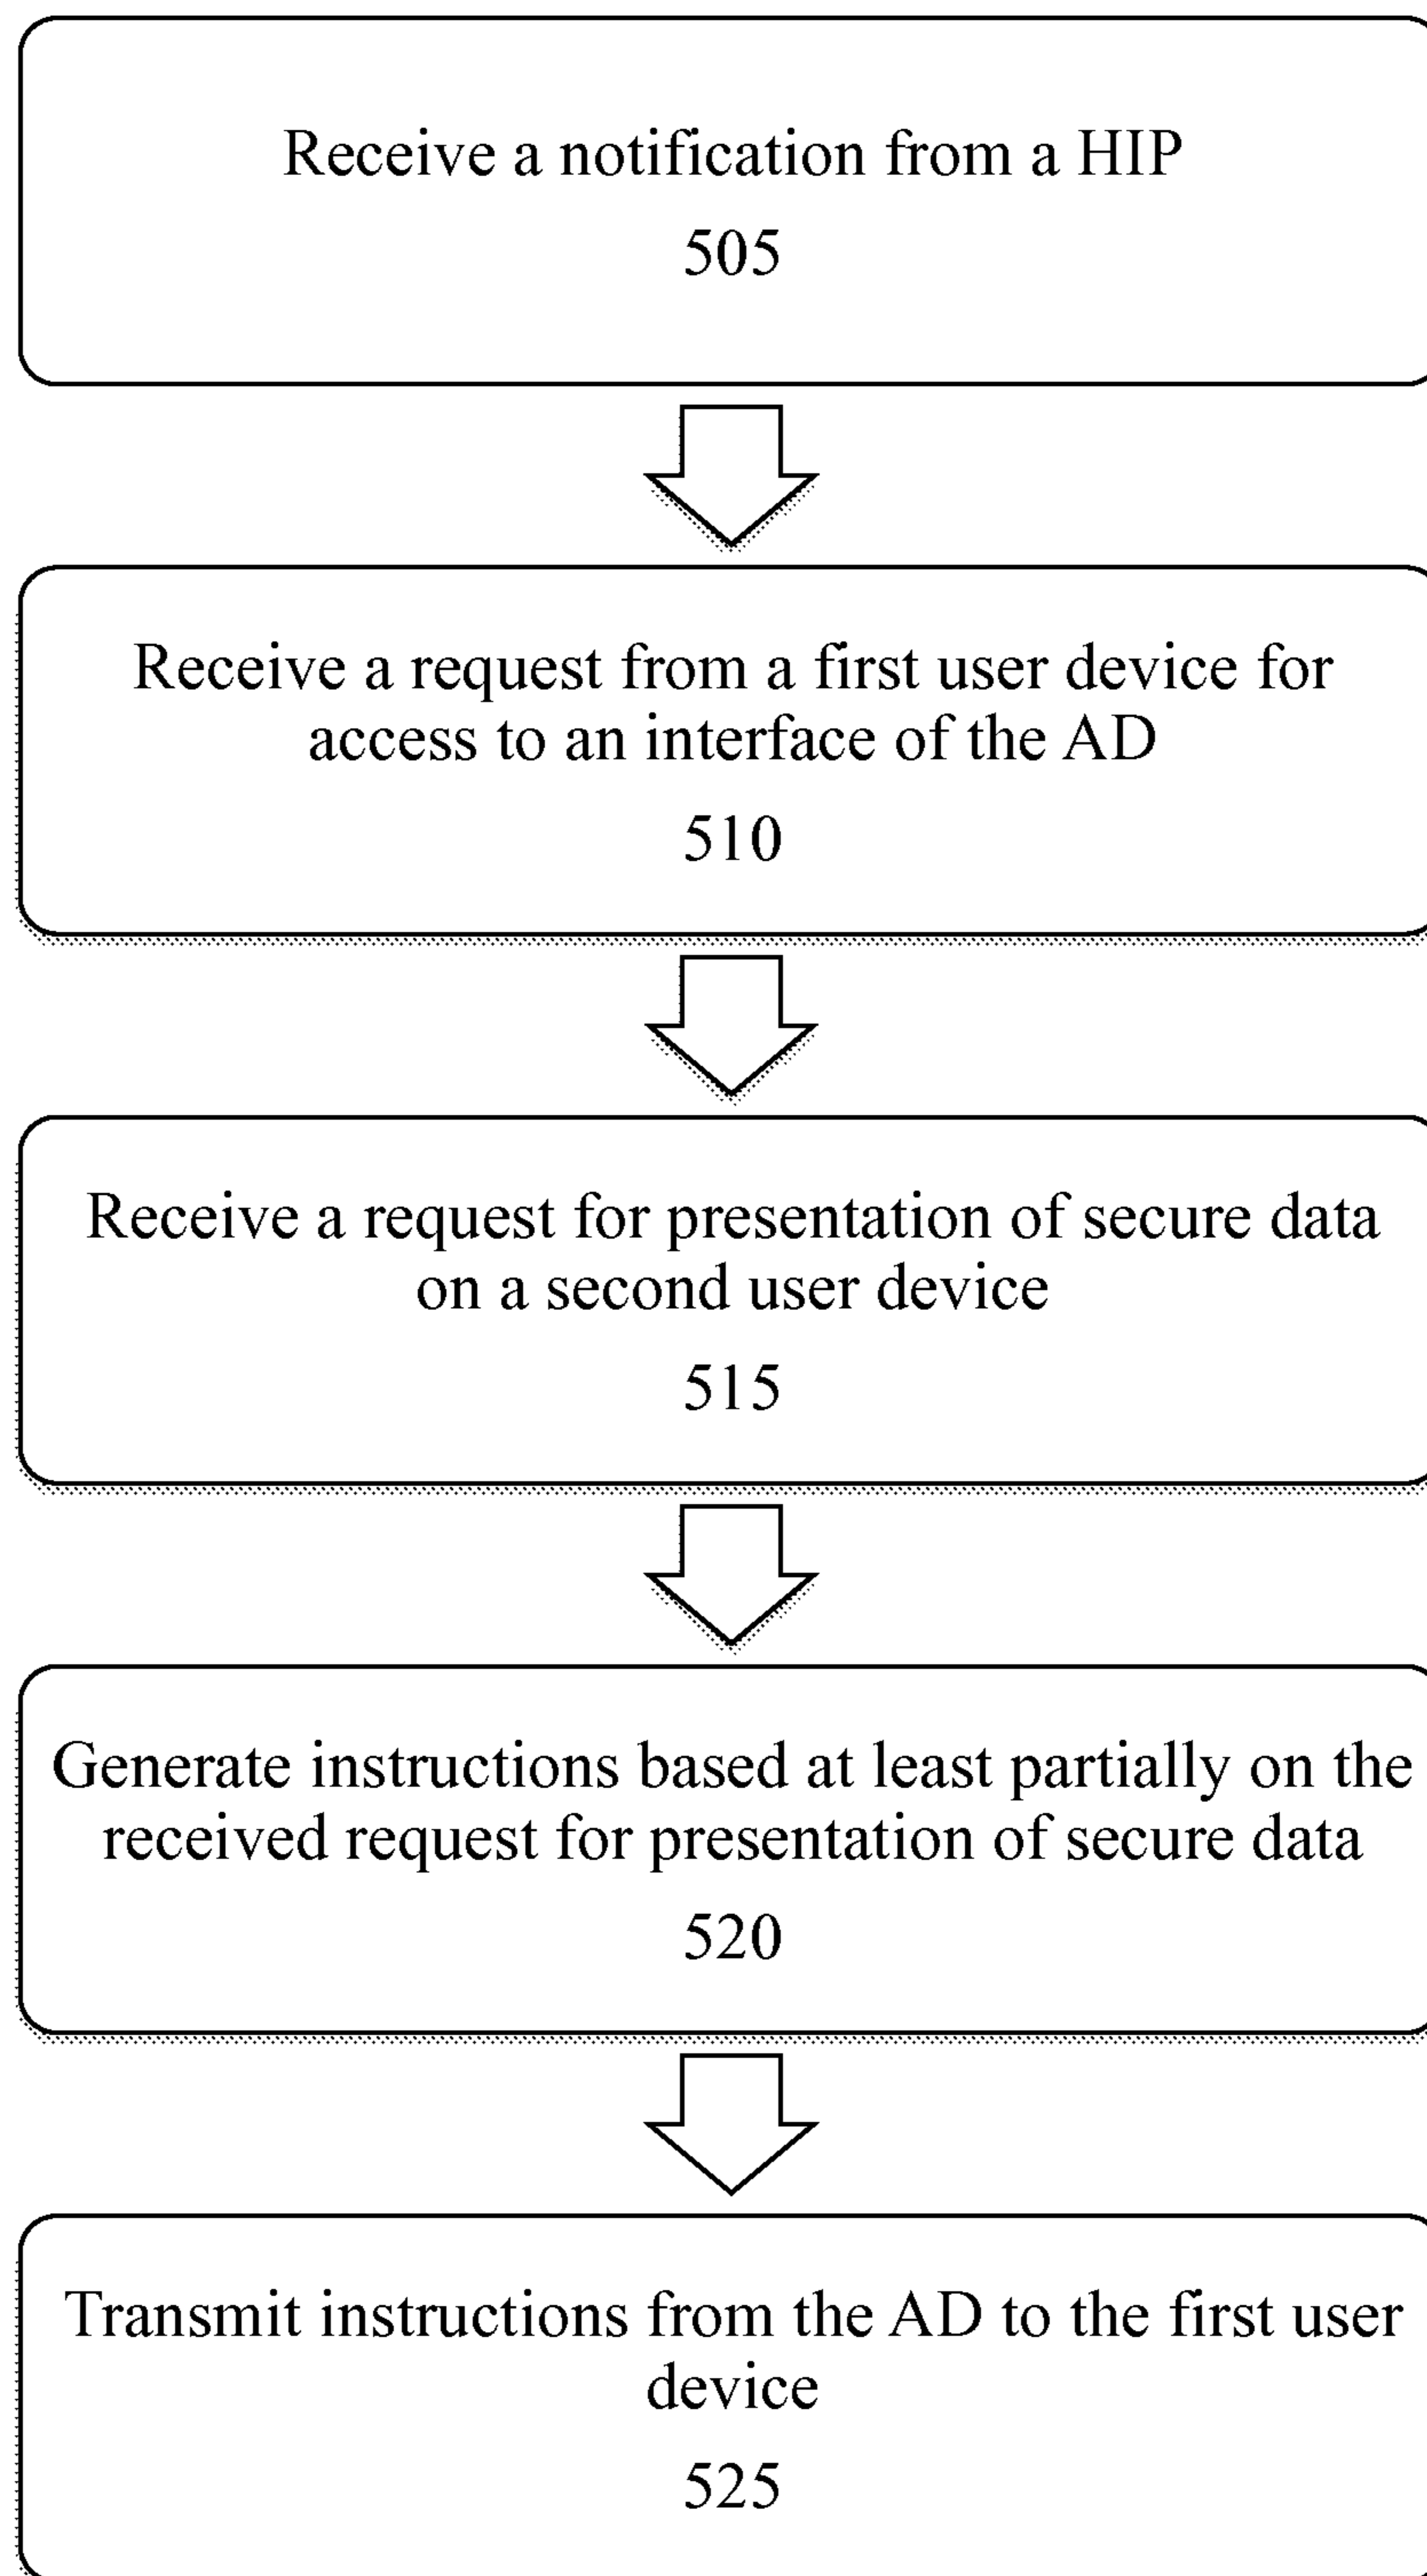 Receive a notification from a HIP
505
Receive a request from a first user device for
access to an interface of the AD
510
Receive a request for presentation of secure data
on a second user device
515
Generate instructions based at least partially on the
received request for presentation of secure data
520
Transmit instructions from the AD to the first user
device
525